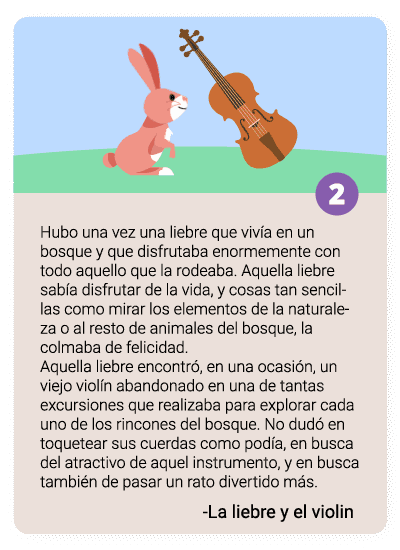 2
Hubo una vez una liebre que vivía en un
bosque y que disfrutaba enormemente con
todo aquello que la rodeaba. Aquella liebre
sabía disfrutar de la vida, y cosas tan sencil-
las como mirar los elementos de la naturale-
za o al resto de animales del bosque, la
colmaba de felicidad.
Aquella liebre encontró, en una ocasión, un
viejo violín abandonado en una de tantas
excursiones que realizaba para explorar cada
uno de los rincones del bosque. No dudó en
toquetear sus cuerdas como podía, en busca
del atractivo de aquel instrumento, y en busca
también de pasar un rato divertido más.
-La liebre y el violin